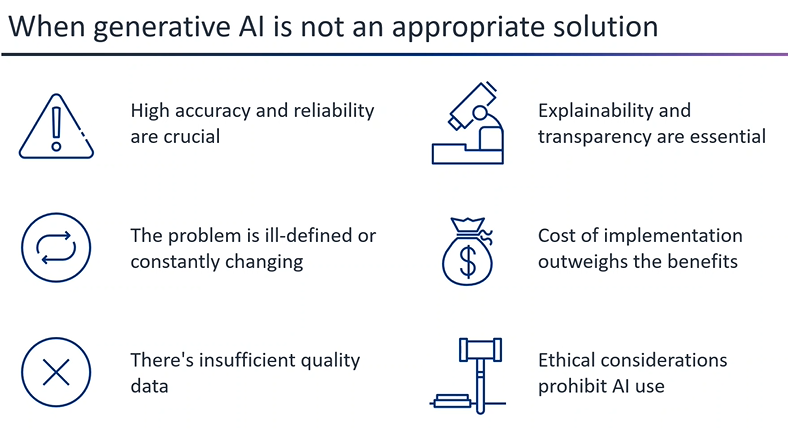 When generative AI is not an appropriate solution
High accuracy and reliability
are crucial
Explainability and
transparency are essential
The problem is ill-defined or
constantly changing
Cost of implementation
outweighs the benefits
There's insufficient quality
data
Ethical considerations
prohibit AI use